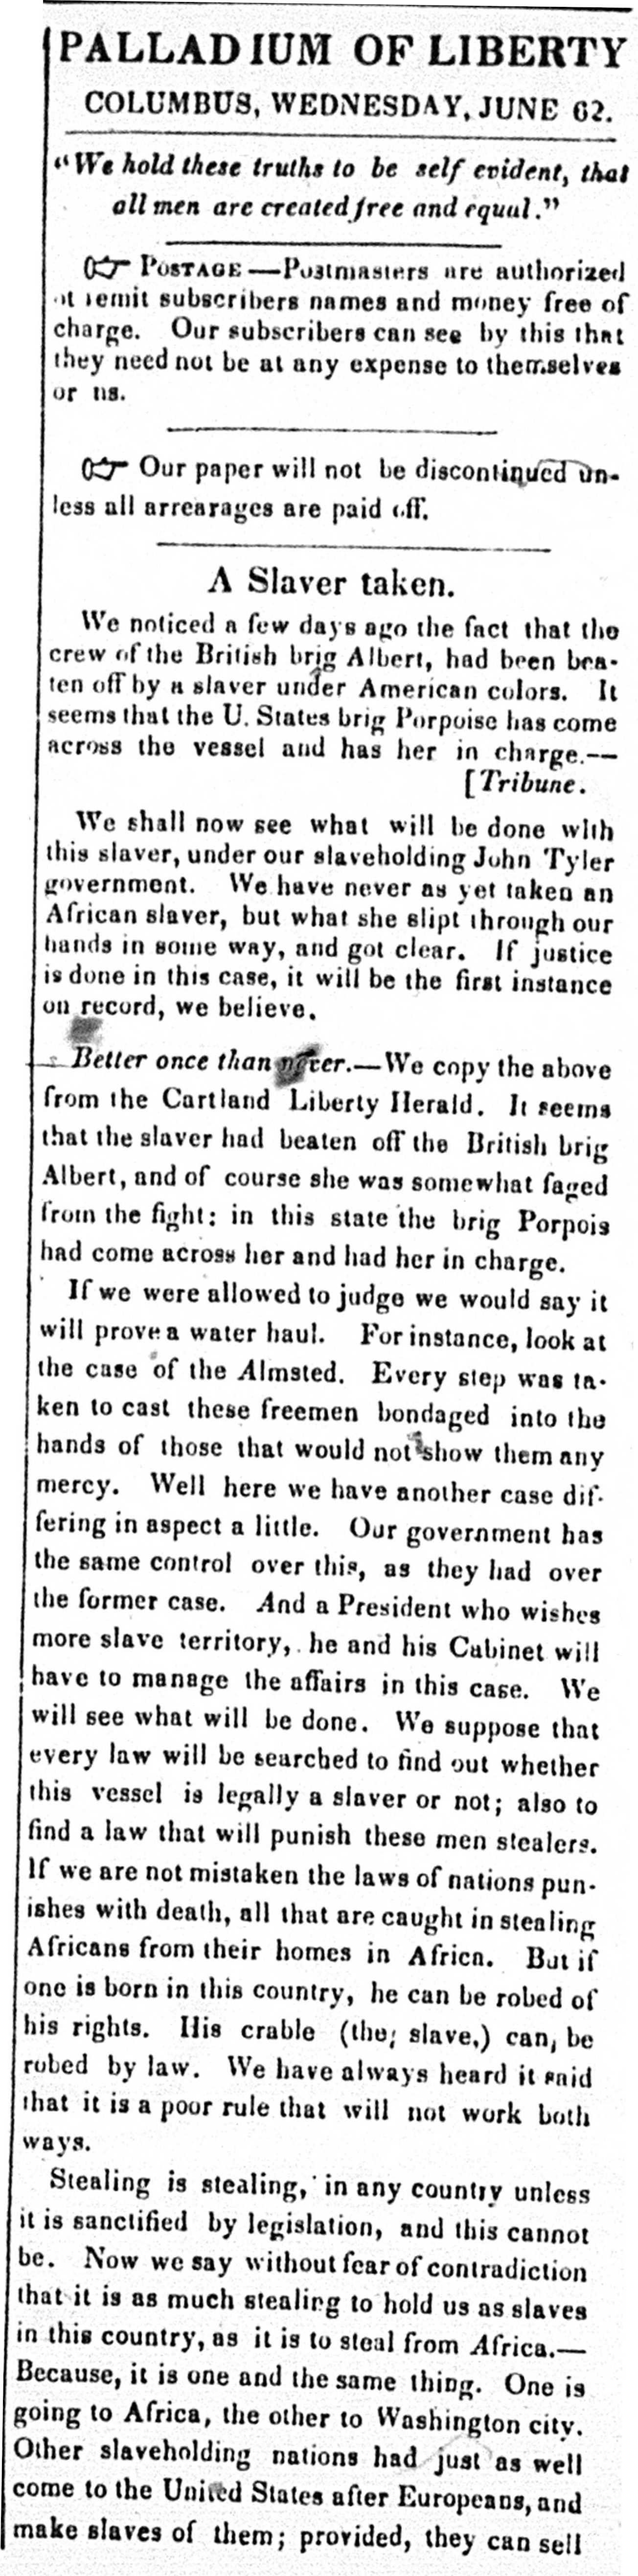 PALLADIUM OF LIBERTY
COLUMBUS, WEDNESDAY, JUNE 62.
"We hold these truths to be self evident, that
all men are created free and equal."
POSTAGE—Postmasters are authorized
ot remit subscribers names and money free of
charge. Our subscribers can see by this that
they need not be at any expense to themselves
or us.
Our paper will not be discontinued un-
less all arrearages are paid off.
A Slaver taken.
We noticed a few days ago the fact that the
crew of the British brig Albert, had been bea-
ten off by a slaver under American colors. It
seems that the U. States brig Porpoise has come
across the vessel and has her in charge.—
[Tribune.
We shall now see what will be done with
this slaver, under our slaveholding John Tyler
government. We have never as yet taken an
African slaver, but what she slipt through our
hands in some way, and got clear. If justice
is done in this case, it will be the first instance
on record, we believe.
Better once than never.—We copy the above
from the Cartland Liberty Herald. It seems
that the slaver had beaten off the British brig
Albert, and of course she was somewhat faged
from the fight: in this state the brig Porpois
had come across her and had her in charge.
If we were allowed to judge we would say it
will prove a water haul. For instance, look at
the case of the Almsted. Every step was ta-
ken to cast these freemen bondaged into the
hands of those that would not show them any
mercy. Well here we have another case dif-
fering in aspect a little. Our government has
the same control over this, as they had over
the former case. And a President who wishes
more slave territory, he and his Cabinet will
have to manage the affairs in this case. We
will see what will be done. We suppose that
every law will be searched to find out whether
this vessel is legally a slaver or not; also to
find a law that will punish these men stealers.
If we are not mistaken the laws of nations pun-
ishes with death, all that are caught in stealing
Africans from their homes in Africa. But if
one is born in this country, he can be robed of
his rights. His crable (the; slave,) can, be
robed by law. We have always heard it said
that it is a poor rule that will not work both
ways.
Stealing is stealing, in any country unless
it is sanctified by legislation, and this cannot
be. Now we say without fear of contradiction
that it is as much stealing to hold us as slaves
in this country, as it is to steal from Africa.—
Because, it is one and the same thing. One is
going to Africa, the other to Washington city.
Other slaveholding nations had just as well
come to the United States after Europeans, and
make slaves of them; provided, they can sell